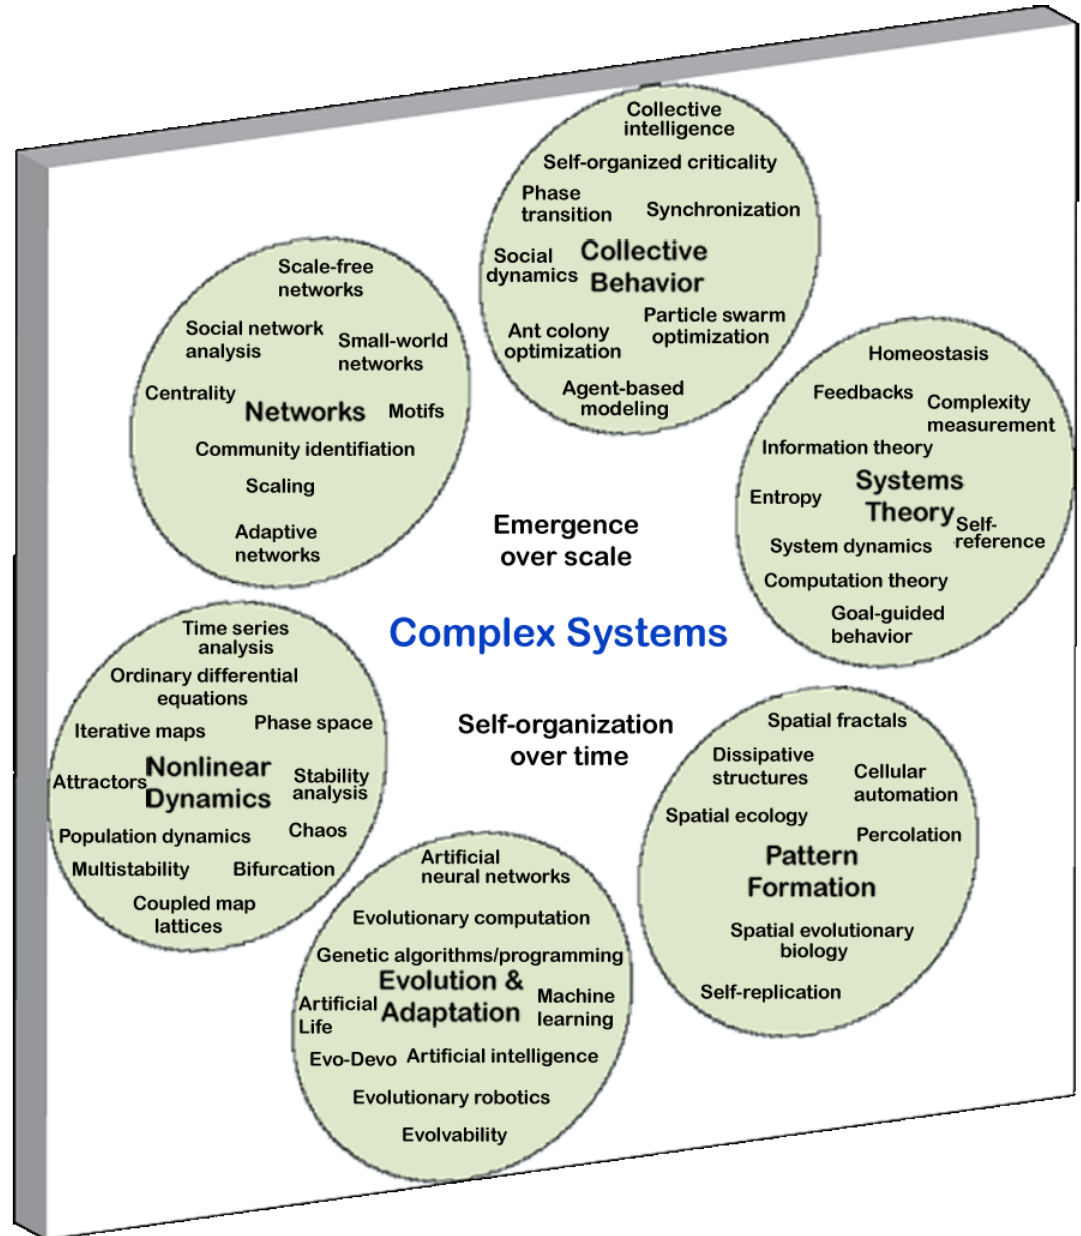 Collective
intelligence
Self-organized criticality
Phase
transition
Synchronization
Social
dynamics
Collective
Behavior
Particle swarm
optimization
Ant colony
optimization
Agent-based
modeling
Scale-free
networks
Social network
analysis
Small-world
networks
Centrality
Networks
Motifs
Community identifiation
Scaling
Adaptive
networks
Homeostasis
Feedbacks
Complexity
measurement
Information theory
Systems
Theory
Entropy
Self-
reference
System dynamics
Computation theory
Goal-guided
behavior
Emergence
over scale
Complex Systems
Self-organization
over time
Time series
analysis
Ordinary differential
equations
Iterative maps
Phase space
Attractors
Nonlinear
Dynamics
Stability
analysis
Population dynamics
Chaos
Multistability
Bifurcation
Coupled map
lattices
Spatial fractals
Dissipative
structures
Cellular
automation
Spatial ecology
Percolation
Pattern
Formation
Spatial evolutionary
biology
Self-replication
Artificial
neural networks
Evolutionary computation
Genetic algorithms/programming
Evolution &
Adaptation
Artificial
Life
Machine
learning
Evo-Devo
Artificial intelligence
Evolutionary robotics
Evolvability